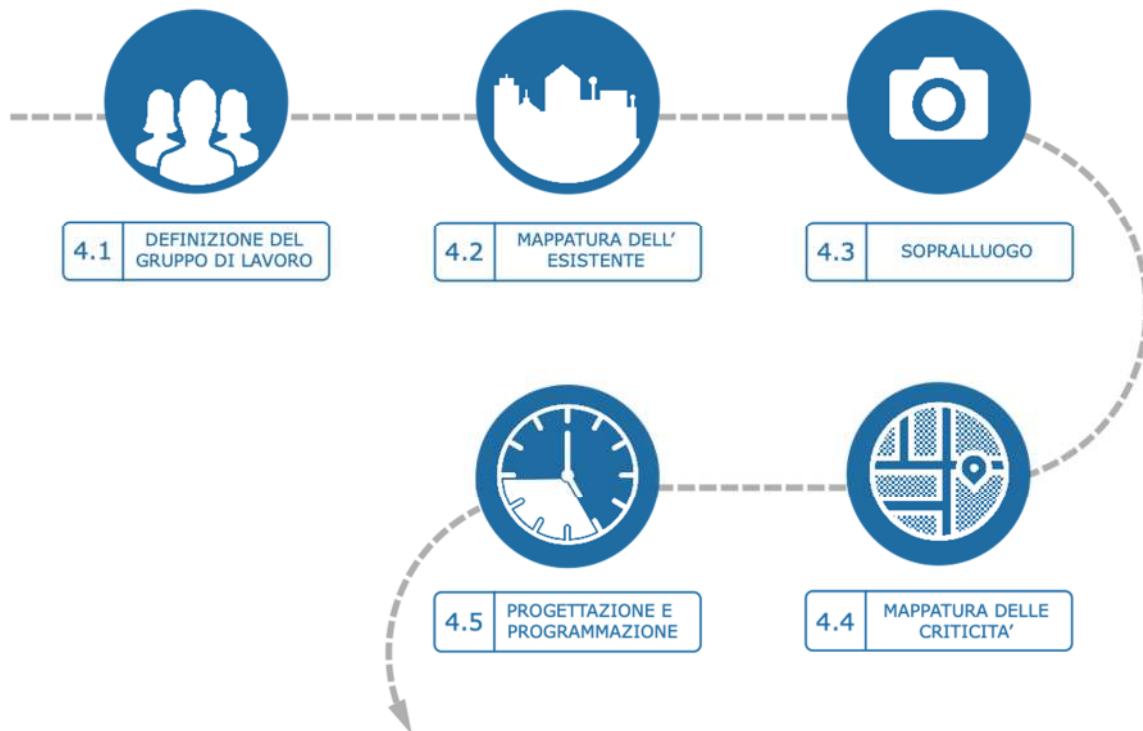 4.1
DEFINIZIONE DEL
GRUPPO DI LAVORO
4.2
MAPPATURA DELL'
ESISTENTE
4.3
SOPRALLUOGO
4.4
MAPPATURA DELLE
CRITICITA'
4.5
PROGETTAZIONE E
PROGRAMMAZIONE